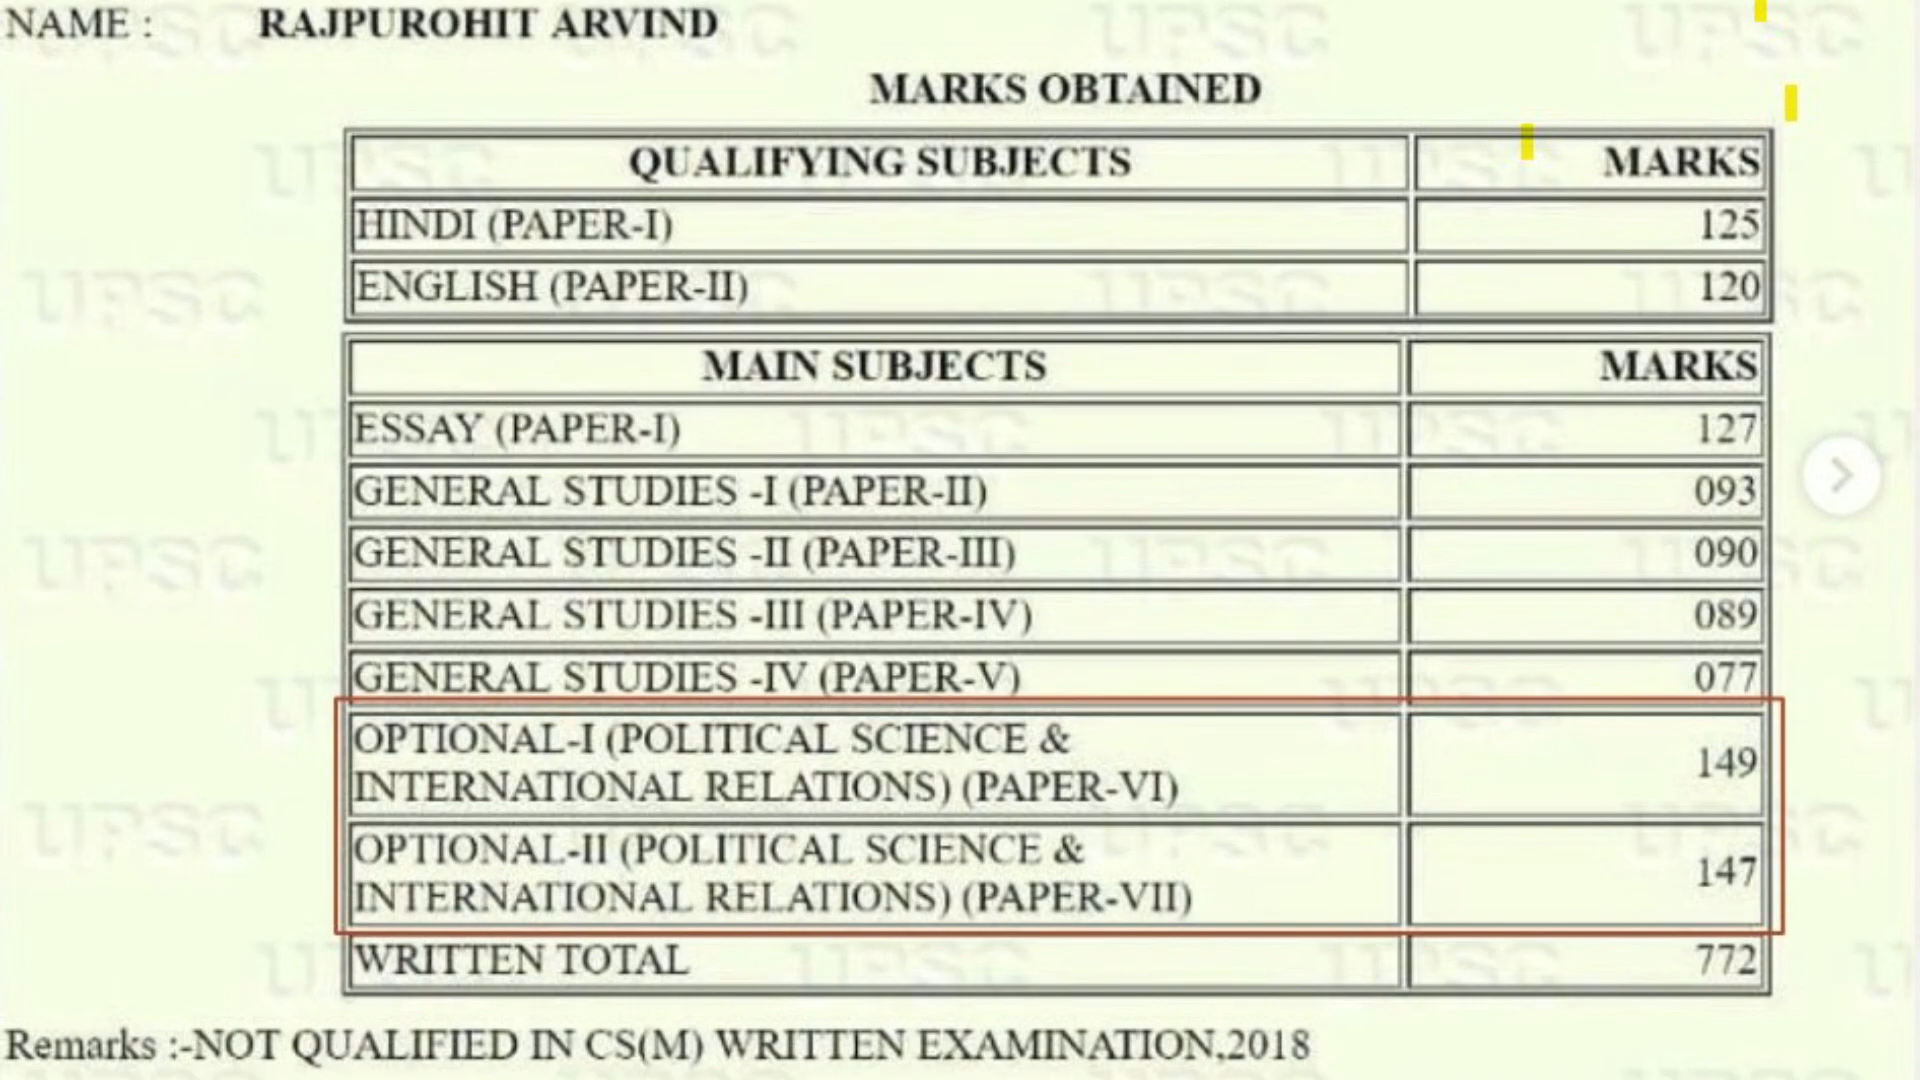 NAME : RAJPUROHIT ARVIND
MARKS OBTAINED
QUALIFYING SUBJECTS MARKS
HINDI (PAPER-I) 125
ENGLISH (PAPER-II) 120
MAIN SUBJECTS MARKS
ESSAY (PAPER-I) 127
GENERAL STUDIES -I (PAPER-II) 093
GENERAL STUDIES -II (PAPER-III) 090
GENERAL STUDIES -III (PAPER-IV) 089
GENERAL STUDIES -IV (PAPER-V) 077
OPTIONAL-I (POLITICAL SCIENCE &
INTERNATIONAL RELATIONS) (PAPER-VI) 149
OPTIONAL-II (POLITICAL SCIENCE &
INTERNATIONAL RELATIONS) (PAPER-VII) 147
WRITTEN TOTAL 772
Remarks :-NOT QUALIFIED IN CS(M) WRITTEN EXAMINATION,2018